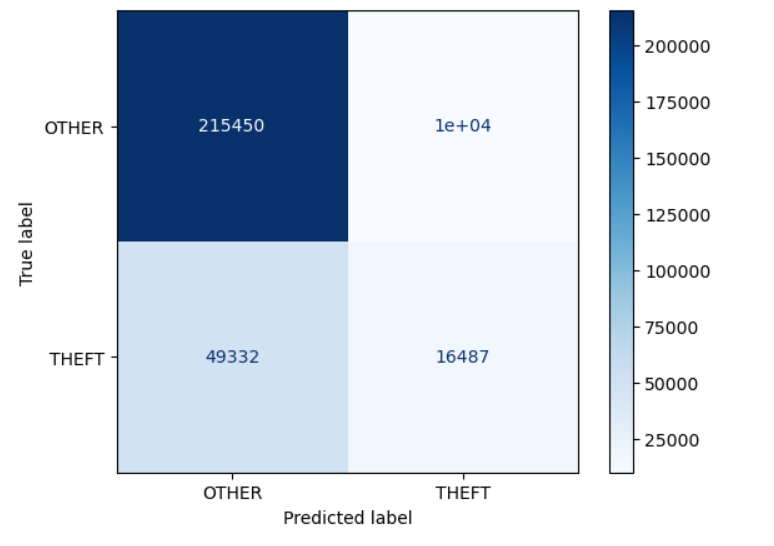 OTHER
THEFT
True label
215450
1e+04
49332
16487
OTHER
THEFT
Predicted label
200000
175000
150000
125000
100000
75000
50000
25000